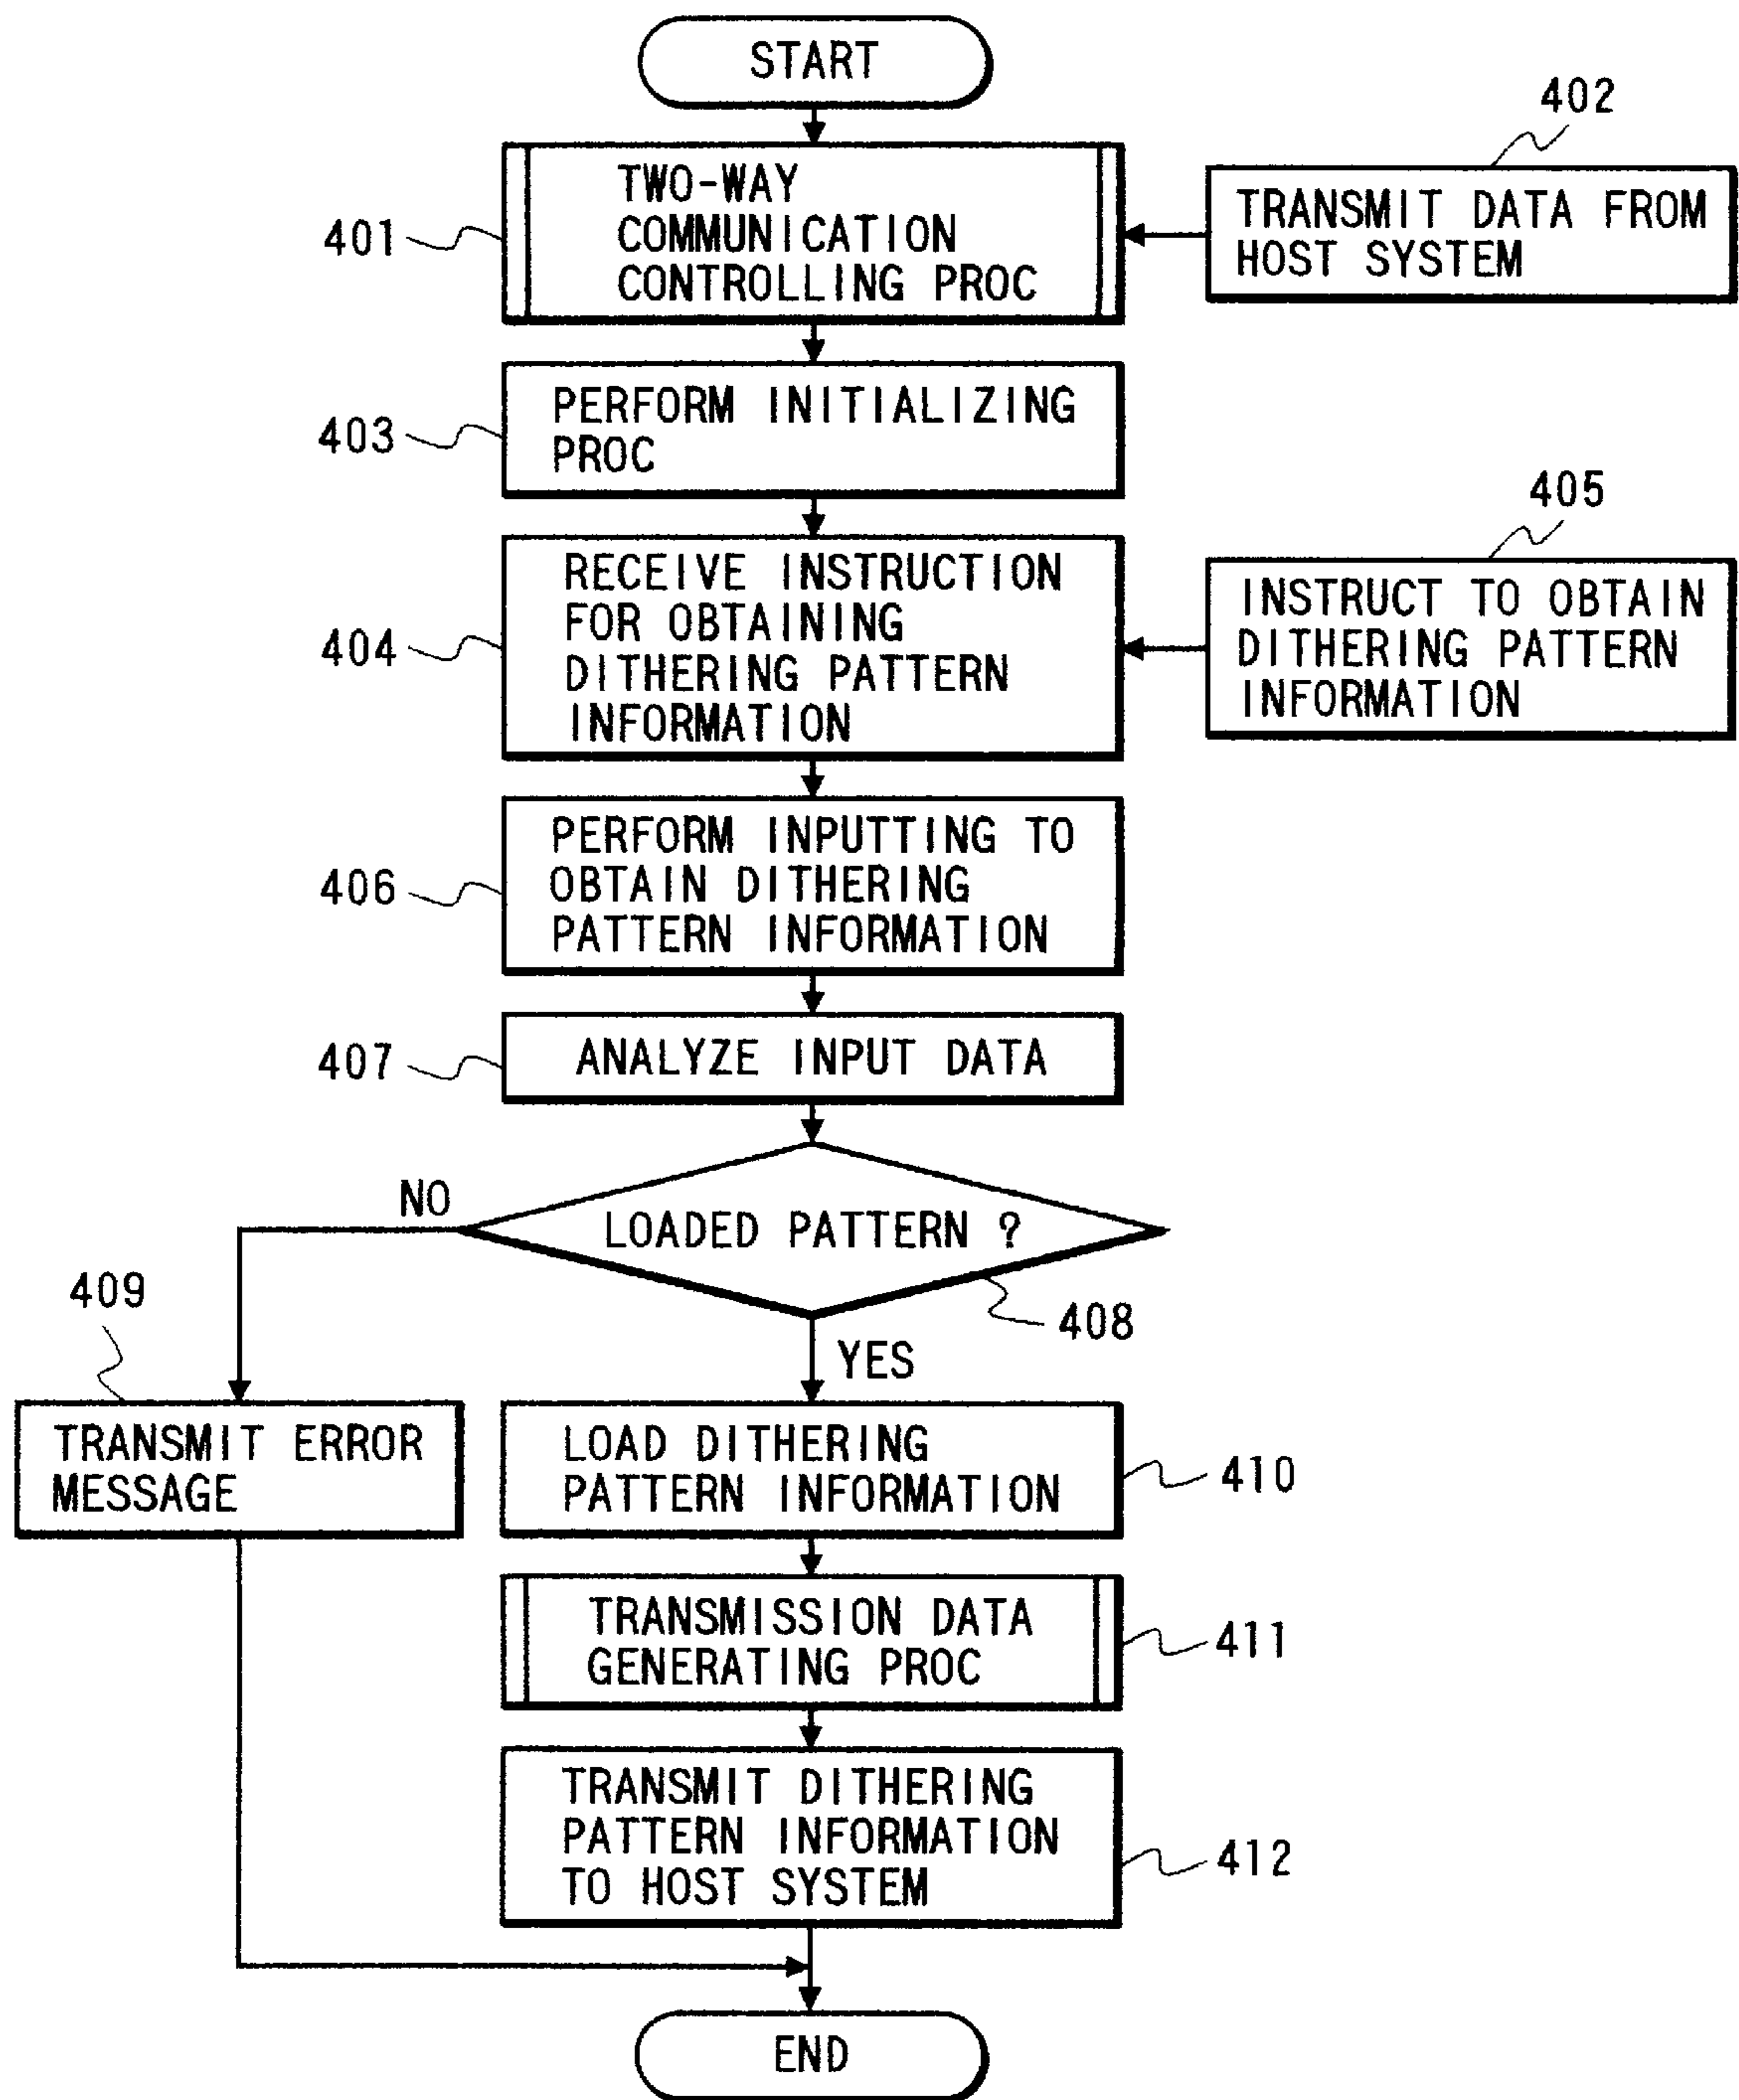 START
402
TWO-WAY
COMMUNICATION
CONTROLLING PROC
401
TRANSMIT DATA FROM
HOST SYSTEM
PERFORM INITIALIZING
PROC
403
405
RECEIVE INSTRUCTION
FOR OBTAINING
DITHERING PATTERN
INFORMATION
404
INSTRUCT TO OBTAIN
DITHERING PATTERN
INFORMATION
PERFORM INPUTTING TO
OBTAIN DITHERING
PATTERN INFORMATION
406
ANALYZE INPUT DATA
407
NO
LOADED PATTERN ?
408
YES
409
TRANSMIT ERROR
MESSAGE
LOAD DITHERING
PATTERN INFORMATION
410
TRANSMISSION DATA
GENERATING PROC
411
TRANSMIT DITHERING
PATTERN INFORMATION
TO HOST SYSTEM
412
END